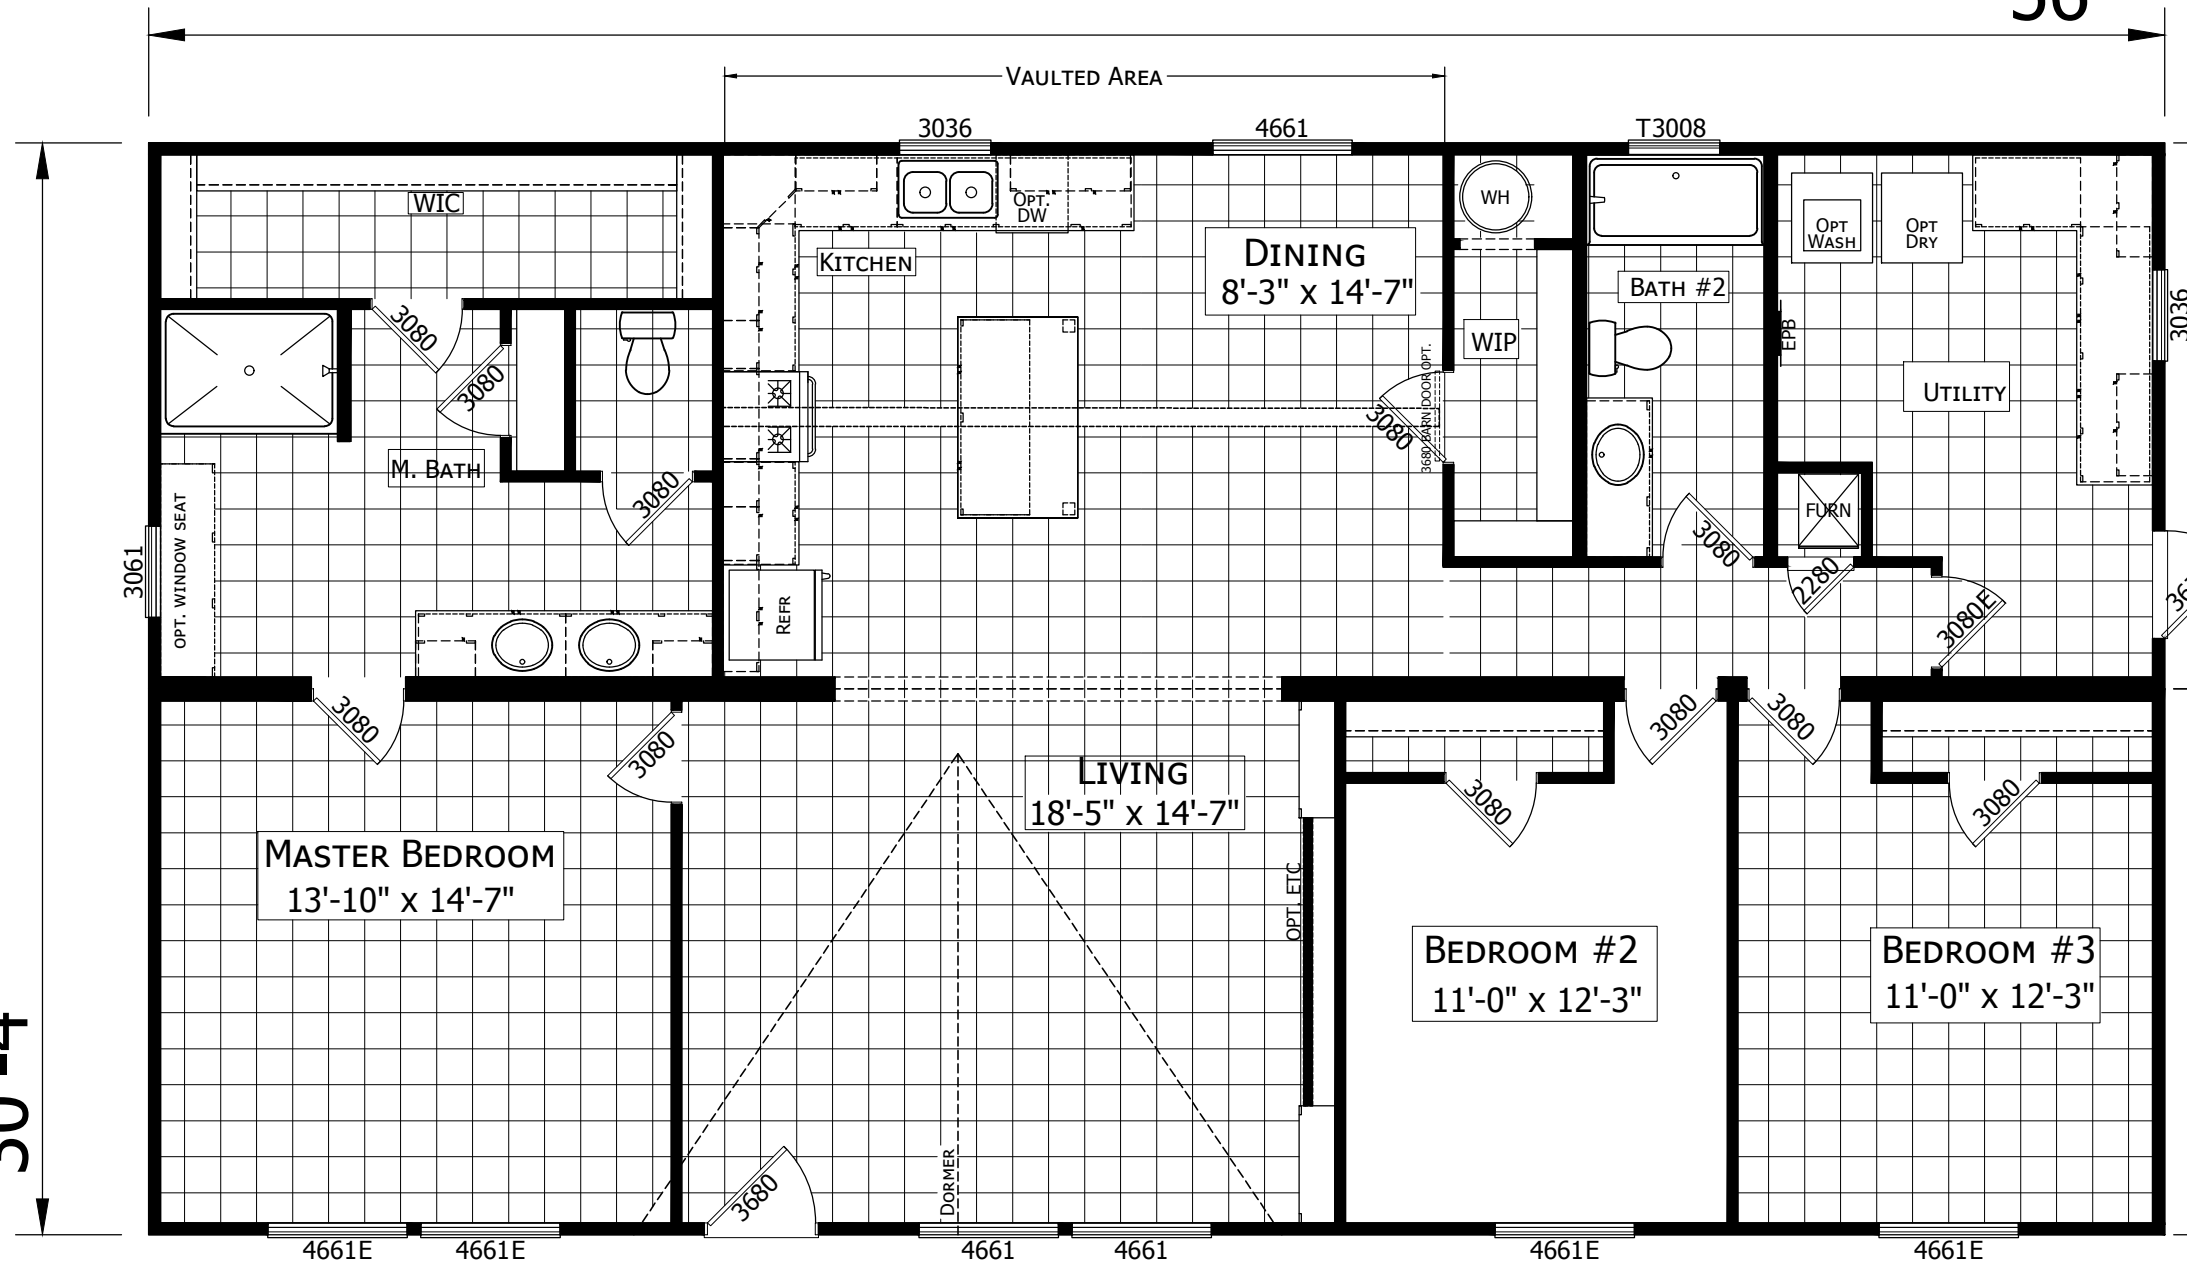 VAULTED AREA
3036
4661
T3008
WIC
OPT.
DW
WH
OPT
WASH
OPT
DRY
KITCHEN
DINING
8'-3" X 14'-7"
BATH #2
3036
EPB
3080
3080
WIP
3680 BARN DOOR OPT.
3080
UTILITY
M. BATH
3080
FURN
3061
OPT. WINDOW SEAT
REFR
3080
2280
3080E
3080
3080
3080
3080
LIVING
18'-5" X 14'-7"
3080
3080
MASTER BEDROOM
13'-10" X 14'-7"
OPT. ETC
BEDROOM #2
11'-0" X 12'-3"
BEDROOM #3
11'-0" X 12'-3"
3680
DORMER
4661E
4661E
4661
4661
4661E
4661E